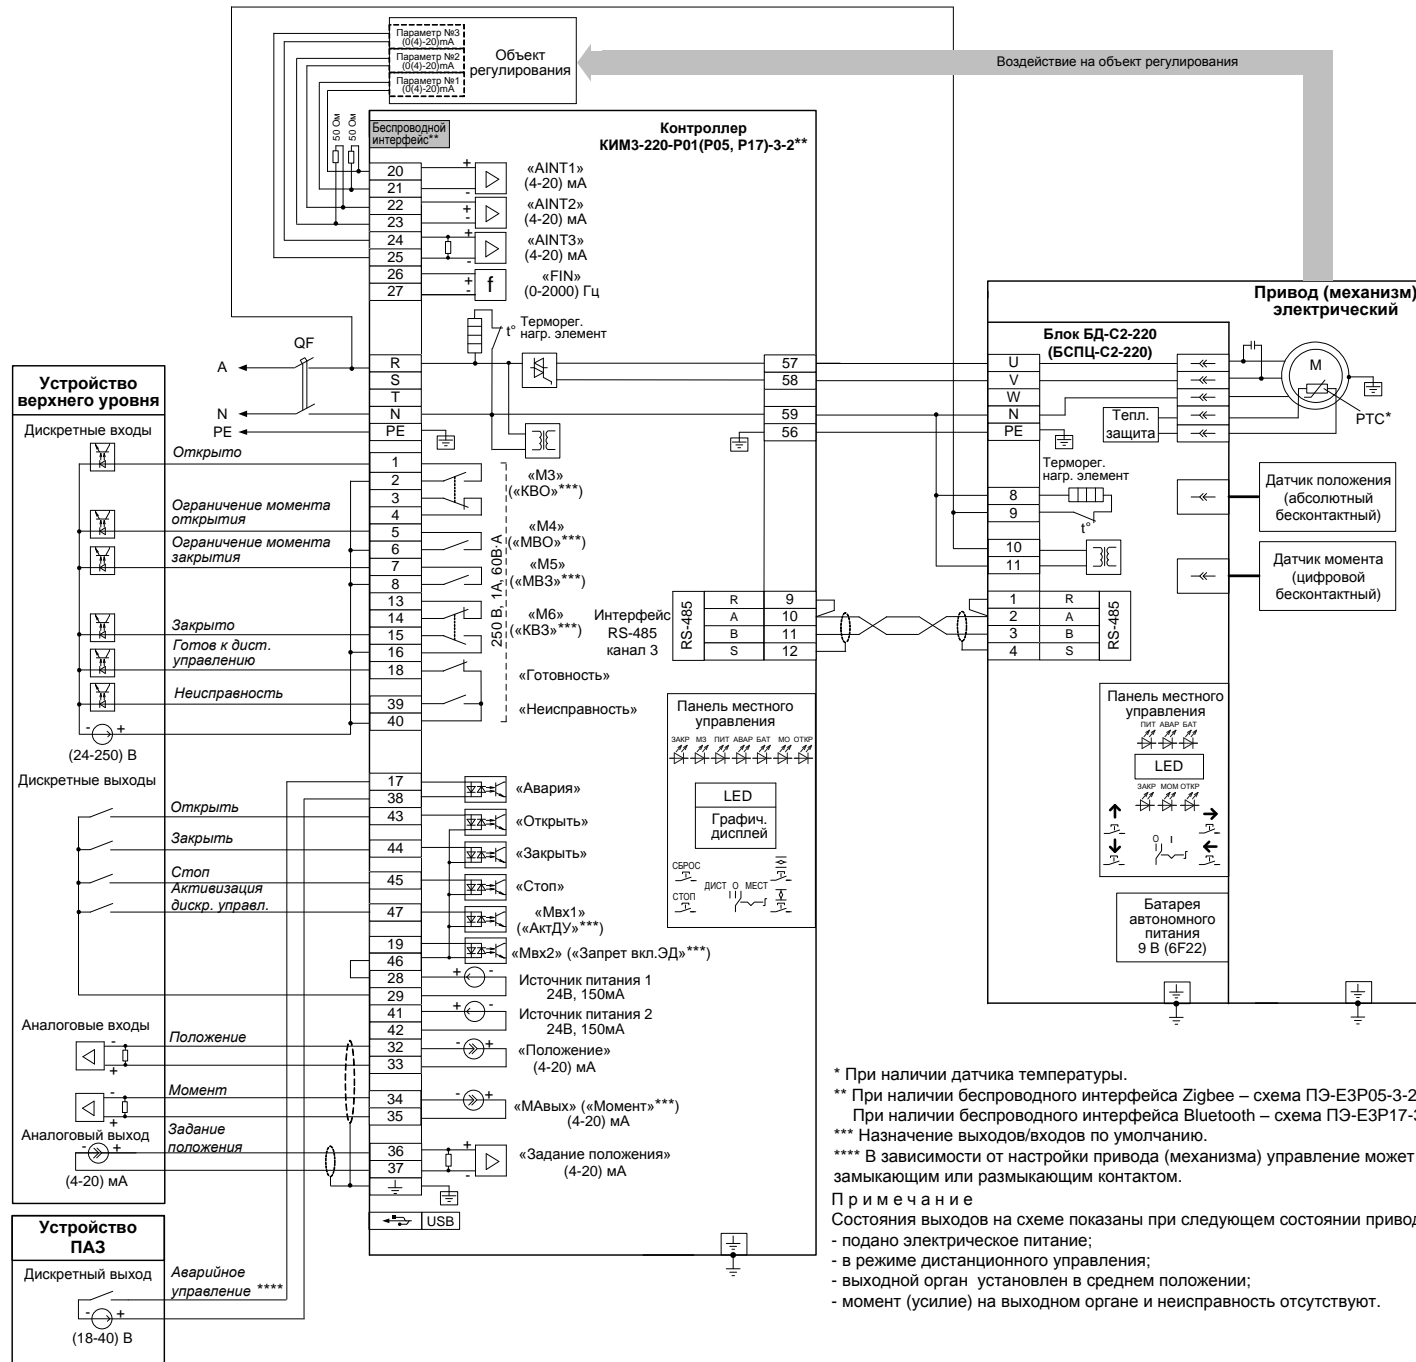 Параметр №3
(0(4)-20)mA
Параметр №2
(0(4)-20)mA
Параметр №1
(0(4)-20)mA
Объект
регулирования
Воздействие на объект регулирования
50 Ом
50 Ом
Беспроводной
интерфейс**
Контроллер
КИМ3-220-Р01(Р05, Р17)-3-2**
20
21
22
23
24
25
26
27
+
-
«AINT1»
(4-20) мА
+
-
«AINT2»
(4-20) мА
+
-
«AINT3»
(4-20) мА
+
-
f
«FIN»
(0-2000) Гц
t°
Терморег.
нагр. элемент
QF
A
N
PE
R
S
T
N
PE
57
58
59
56
Привод (механизм)
электрический
Блок БД-С2-220
(БСПЦ-С2-220)
U
V
W
N
PE
Тепл.
защита
M
PTC*
Терморег.
нагр. элемент
t°
8
9
10
11
Датчик положения
(абсолютный
бесконтактный)
Датчик момента
(цифровой
бесконтактный)
Устройство
верхнего уровня
Дискретные входы
Открыто
Ограничение момента
открытия
Ограничение момента
закрытия
Закрыто
Готов к дист.
управлению
Неисправность
- +
(24-250) В
1
2
3
4
5
6
7
8
13
14
15
16
18
39
40
«М3»
(«КВО»***)
«М4»
(«МВО»***)
«М5»
(«МВЗ»***)
«М6»
(«КВЗ»***)
«Готовность»
«Неисправность»
250 В, 1А, 60В·А
Интерфейс
RS-485
канал 3
RS-485
R 9
A 10
B 11
S 12
1 R
2 A
3 B
4 S
RS-485
Панель местного
управления
ЗАКР МЗ ПИТ АВАР БАТ МО ОТКР
LED
Графич.
дисплей
СБРОС
СТОП
ДИСТ О МЕСТ
Панель местного
управления
ПИТ АВАР БАТ
LED
ЗАКР МОМ ОТКР
О I
Батарея
автономного
питания
9 В (6F22)
Дискретные выходы
Открыть
Закрыть
Стоп
Активизация
дискр. управл.
17
38
43
44
45
47
19
46
28
29
41
42
32
33
34
35
36
37
«Авария»
«Открыть»
«Закрыть»
«Стоп»
«Мвх1»
(«АктДУ»***)
«Мвх2» («Запрет вкл.ЭД»***)
+ -
Источник питания 1
24В, 150мА
+ -
Источник питания 2
24В, 150мА
- +
«Положение»
(4-20) мА
- +
«МАвых» («Момент»***)
(4-20) мА
+
-
«Задание положения»
(4-20) мА
USB
Аналоговые входы
Положение
-
+
Момент
-
+
Аналоговый выход
Задание
положения
- +
(4-20) мА
Устройство
ПАЗ
Дискретный выход
Аварийное
управление ****
- +
(18-40) В
* При наличии датчика температуры.
** При наличии беспроводного интерфейса Zigbee – схема ПЭ-Е3Р05-3-2
При наличии беспроводного интерфейса Bluetooth – схема ПЭ-Е3Р17-3
*** Назначение выходов/входов по умолчанию.
**** В зависимости от настройки привода (механизма) управление может
замыкающим или размыкающим контактом.
П р и м е ч а н и е
Состояния выходов на схеме показаны при следующем состоянии привод
- подано электрическое питание;
- в режиме дистанционного управления;
- выходной орган установлен в среднем положении;
- момент (усилие) на выходном органе и неисправность отсутствуют.